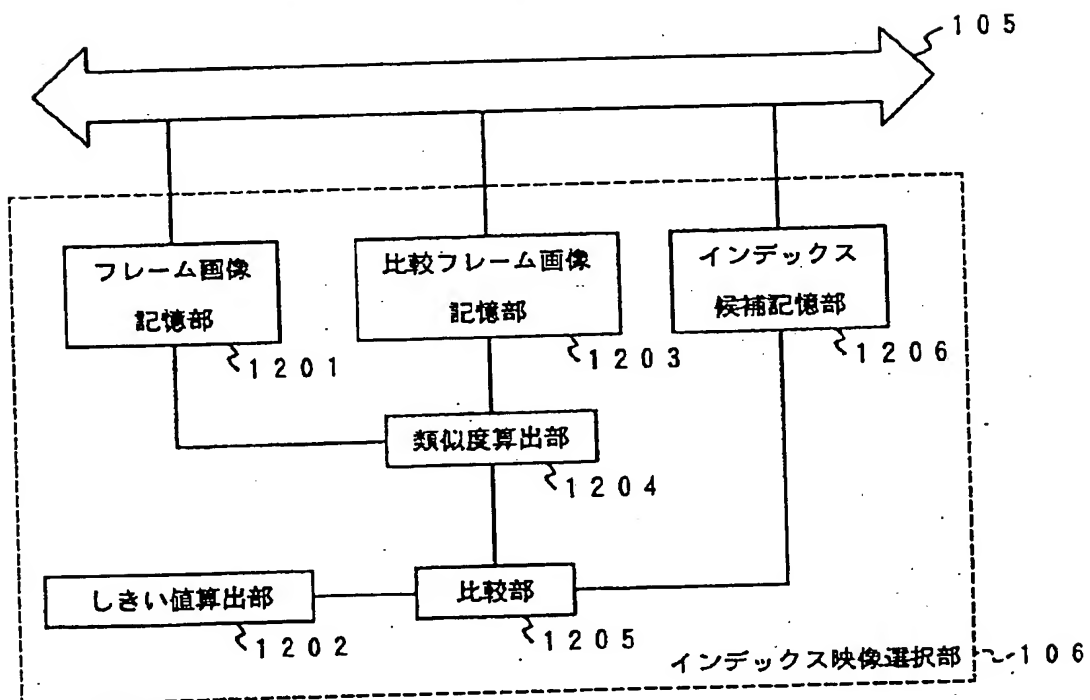 105
フレーム画像
記憶部
1201
比較フレーム画像
記憶部
1203
インデックス
候補記憶部
1206
類似度算出部
1204
しきい値算出部
1202
比較部
1205
インデックス映像選択部
106